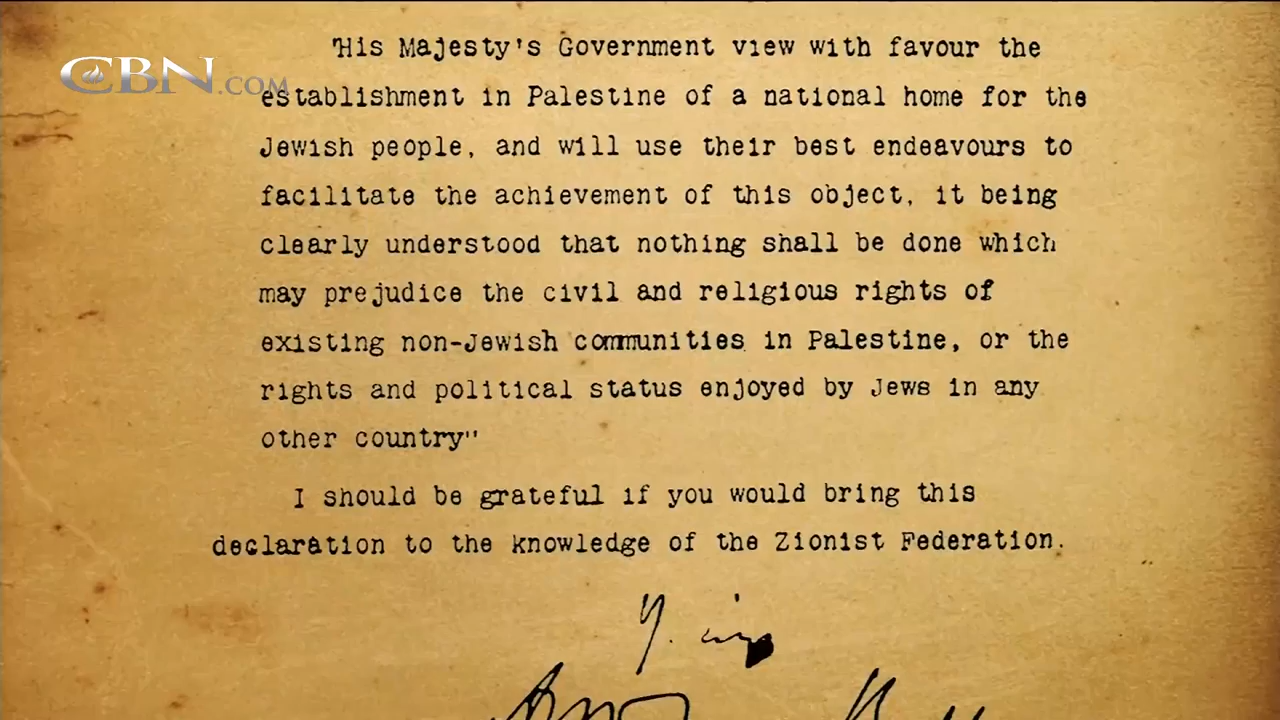 CBN.COM
'His Majesty's Government view with favour the
establishment in Palestine of a national home for the
Jewish people, and will use their best endeavours to
facilitate the achievement of this object, it being
clearly understood that nothing shall be done which
may prejudice the civil and religious rights of
existing non-Jewish communities in Palestine, or the
rights and political status enjoyed by Jews in any
other country"
I should be grateful if you would bring this
declaration to the knowledge of the Zionist Federation.